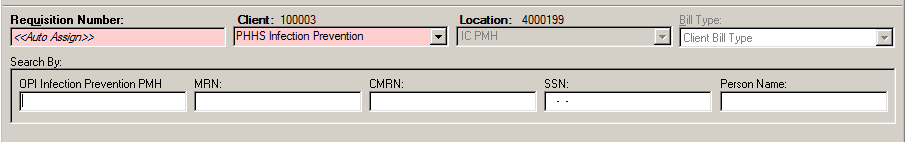 Requisition Number: Client: 100003 Location: 4000199 Bill Type:
<<Auto Assign>> PHHS Infection Prevention IC PMH Client Bill Type
Search By:
OPI Infection Prevention PMH MRN: CMRN: SSN: Person Name:
- -